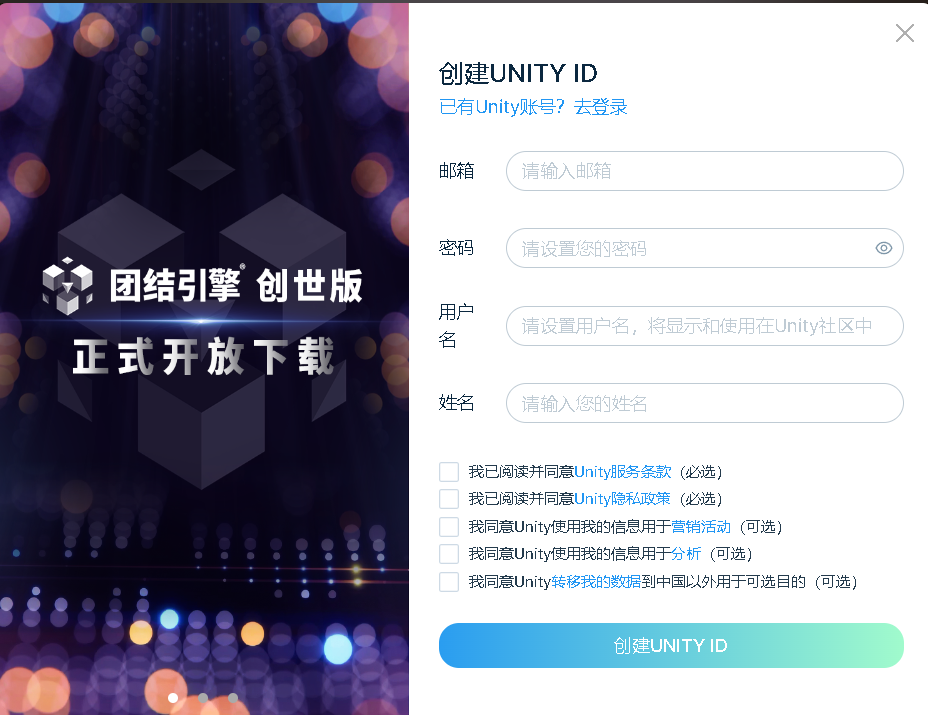 团结引擎® 创世版
正式开放下载
创建UNITY ID
已有Unity账号？去登录
邮箱
请输入邮箱
密码
请设置您的密码
用户
名
请设置用户名，将显示和使用在Unity社区中
姓名
请输入您的姓名
我已阅读并同意Unity服务条款（必选）
我已阅读并同意Unity隐私政策（必选）
我同意Unity使用我的信息用于营销活动（可选）
我同意Unity使用我的信息用于分析（可选）
我同意Unity转移我的数据到中国以外用于可选目的（可选）
创建UNITY ID